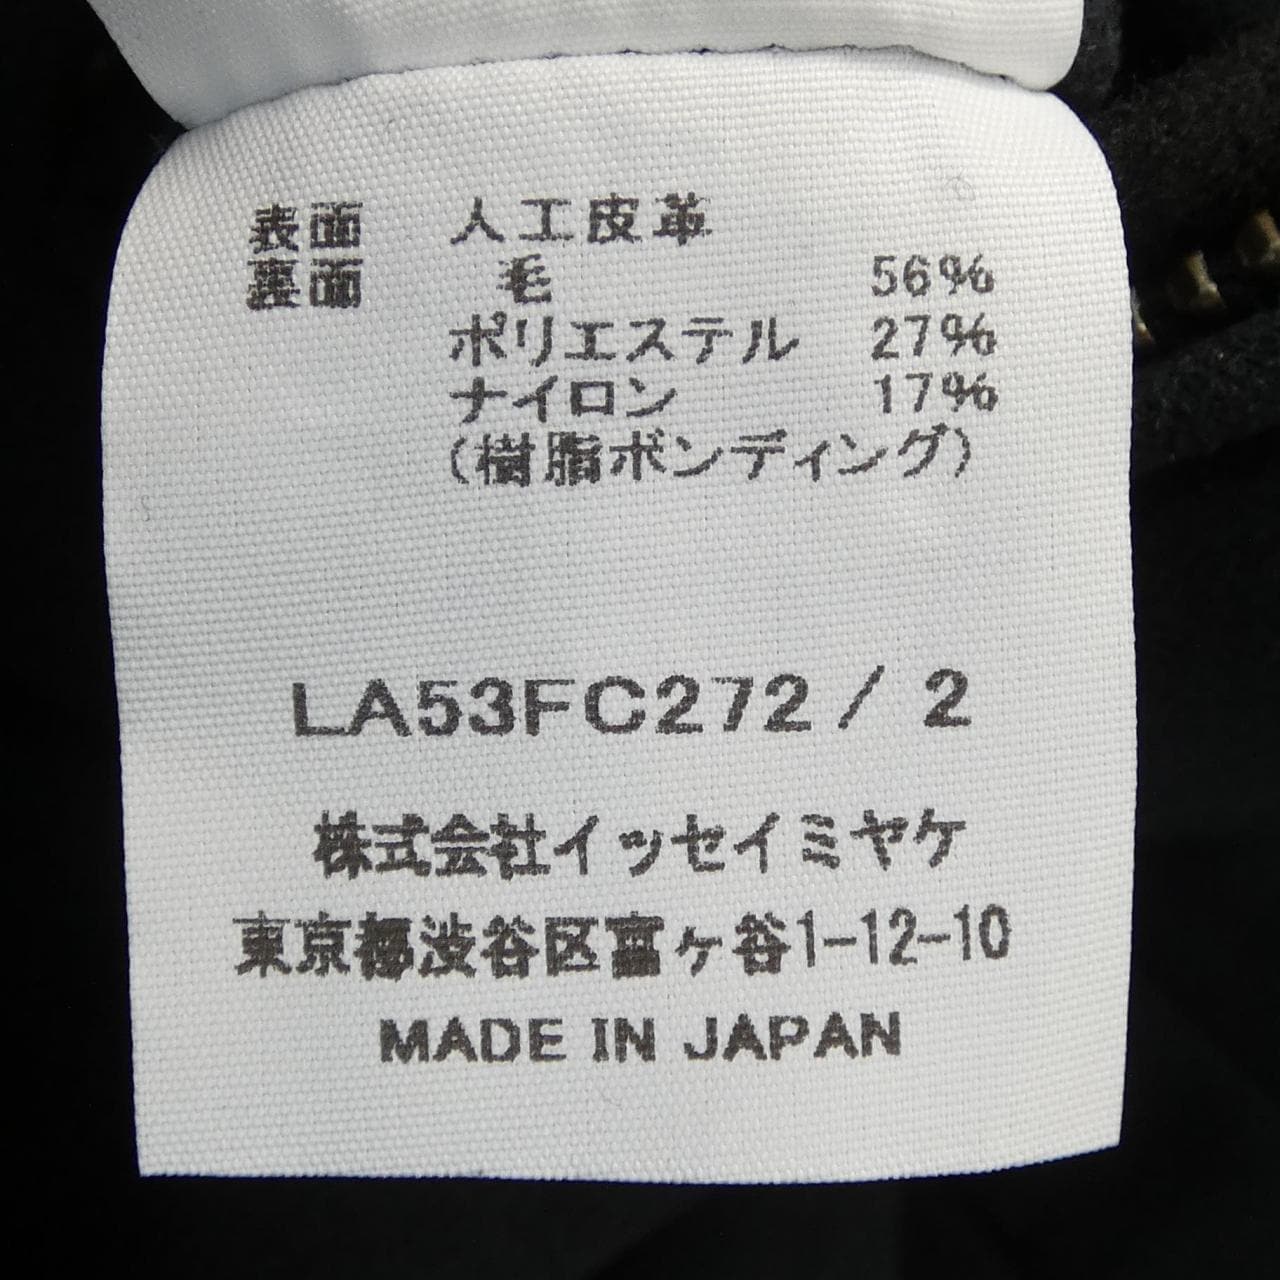 表面 人工皮革
裏面 毛 56%
ポリエステル 27%
ナイロン 17%
(樹脂ボンディング)
LA53FC272 / 2
株式会社イッセイミヤケ
東京都渋谷区富ヶ谷1-12-10
MADE IN JAPAN